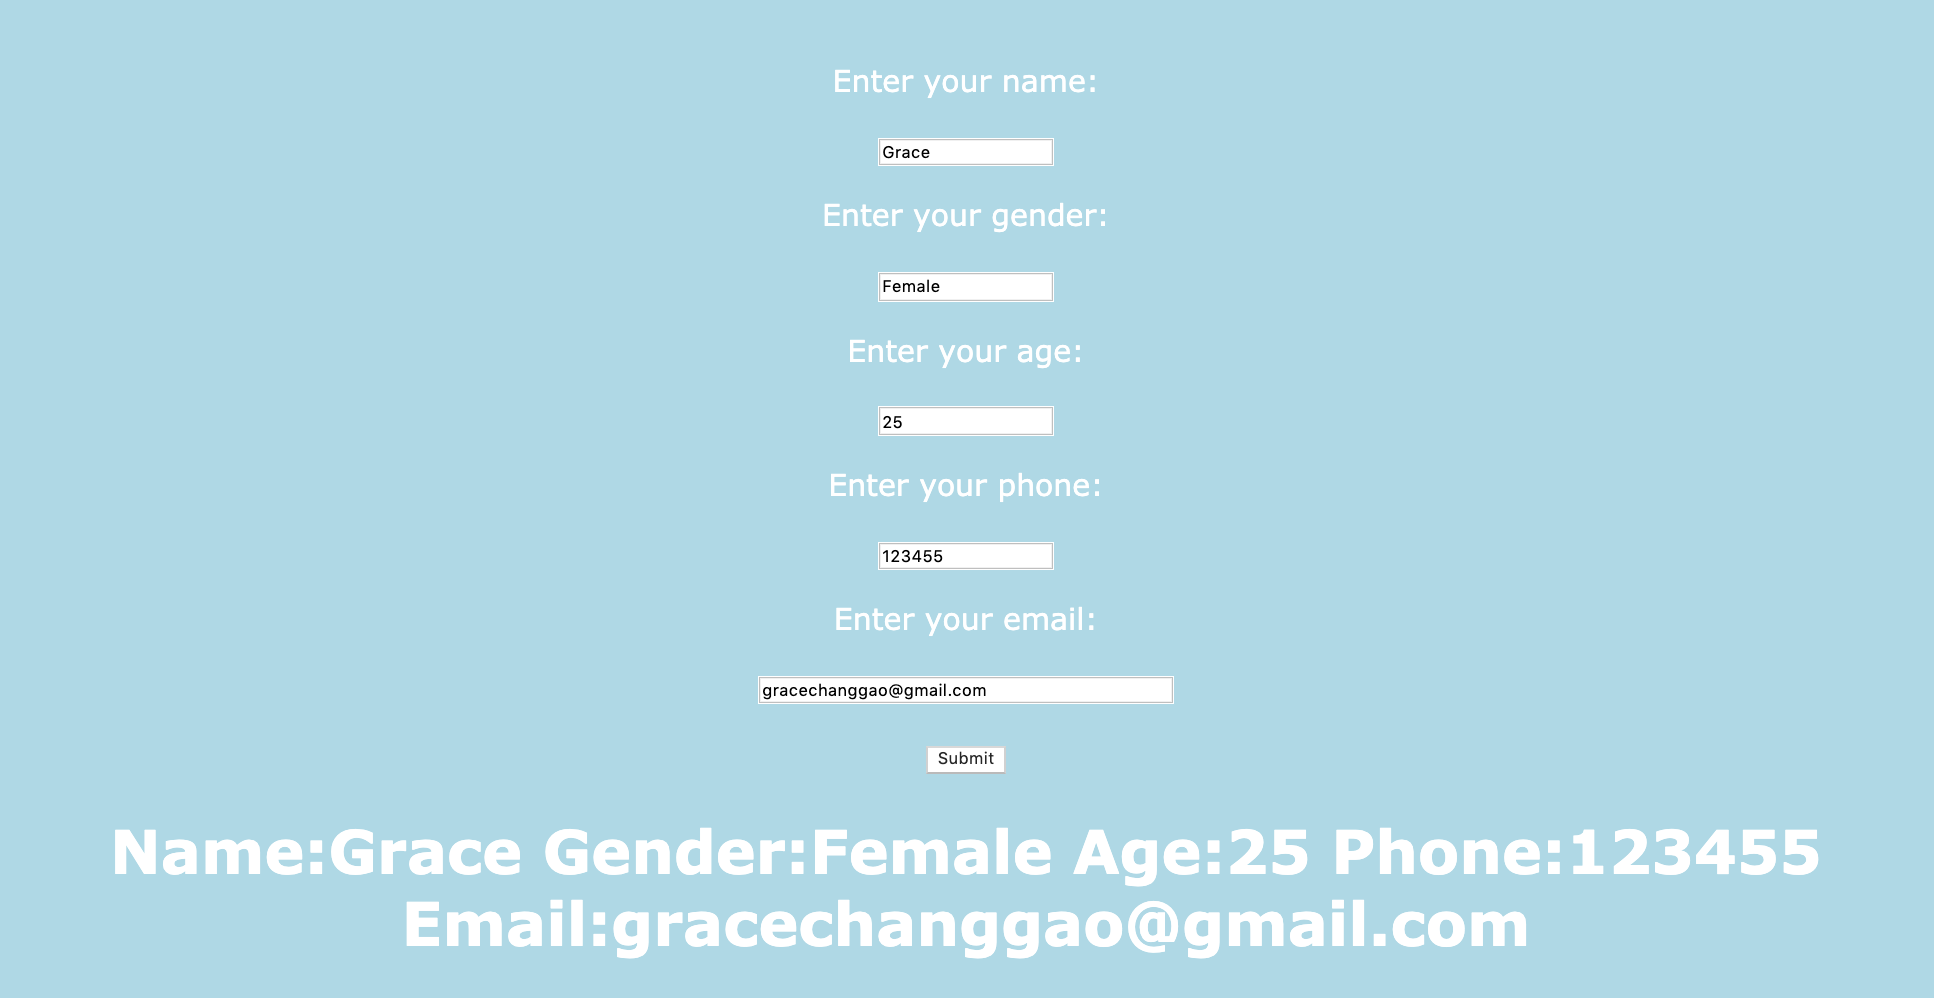 Enter your name:
Grace
Enter your gender:
Female
Enter your age:
25
Enter your phone:
123455
Enter your email:
gracechanggao@gmail.com
Submit
Name:Grace Gender:Female Age:25 Phone:123455
Email:gracechanggao@gmail.com